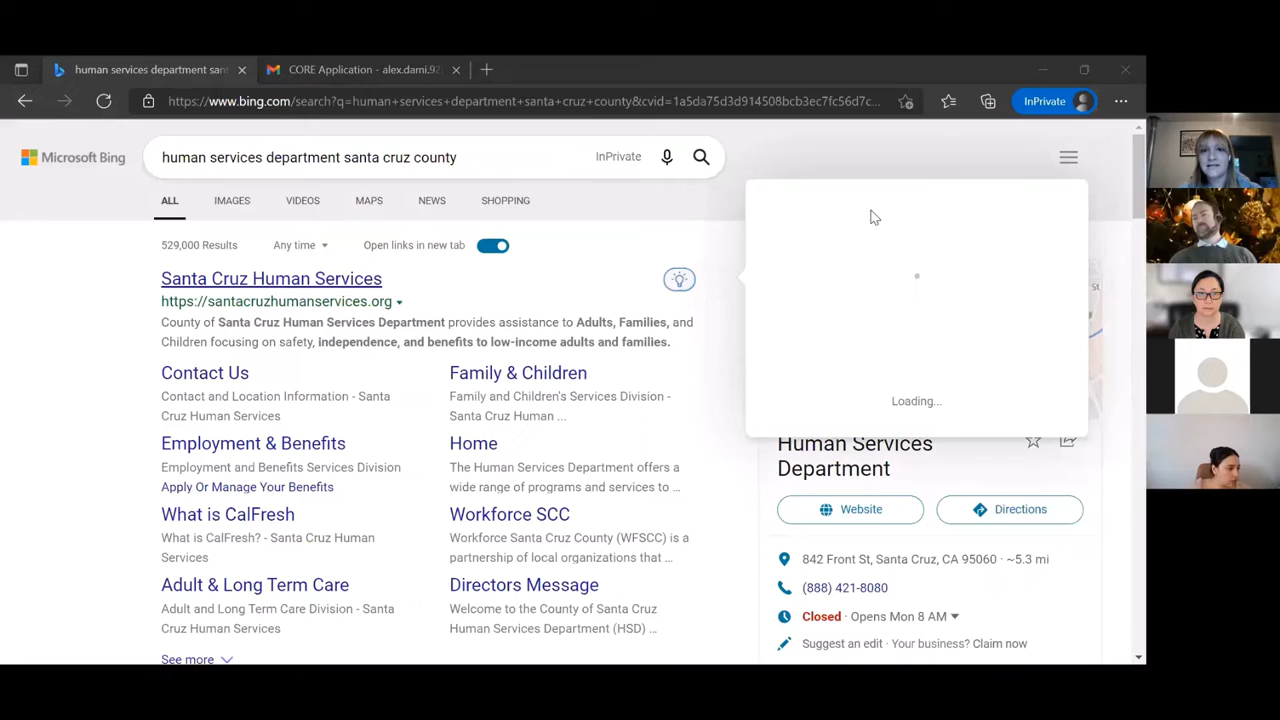 human services department sant
CORE Application - alex.dami.92
https://www.bing.com/search?q=human+services+department+santa+cruz+county&cvid=1a5da75d3d914508bcb3ec7fc56d7c...
InPrivate
Microsoft Bing
human services department santa cruz county
InPrivate
ALL
IMAGES
VIDEOS
MAPS
NEWS
SHOPPING
529,000 Results
Any time
Open links in new tab
Santa Cruz Human Services
https://santacruzhumanservices.org
County of Santa Cruz Human Services Department provides assistance to Adults, Families, and
Children focusing on safety, independence, and benefits to low-income adults and families.
Contact Us
Contact and Location Information - Santa
Cruz Human Services
Family & Children
Family and Children's Services Division -
Santa Cruz Human ...
Employment & Benefits
Employment and Benefits Services Division
Apply Or Manage Your Benefits
Home
The Human Services Department offers a
wide range of programs and services to ...
What is CalFresh
What is CalFresh? - Santa Cruz Human
Services
Workforce SCC
Workforce Santa Cruz County (WFSCC) is a
partnership of local organizations that ...
Adult & Long Term Care
Adult and Long Term Care Division - Santa
Cruz Human Services
Directors Message
Welcome to the County of Santa Cruz
Human Services Department (HSD) ...
See more
Loading...
St
Human Services
Department
Website
Directions
842 Front St, Santa Cruz, CA 95060 · ~5.3 mi
(888) 421-8080
Closed · Opens Mon 8 AM
Suggest an edit · Your business? Claim now